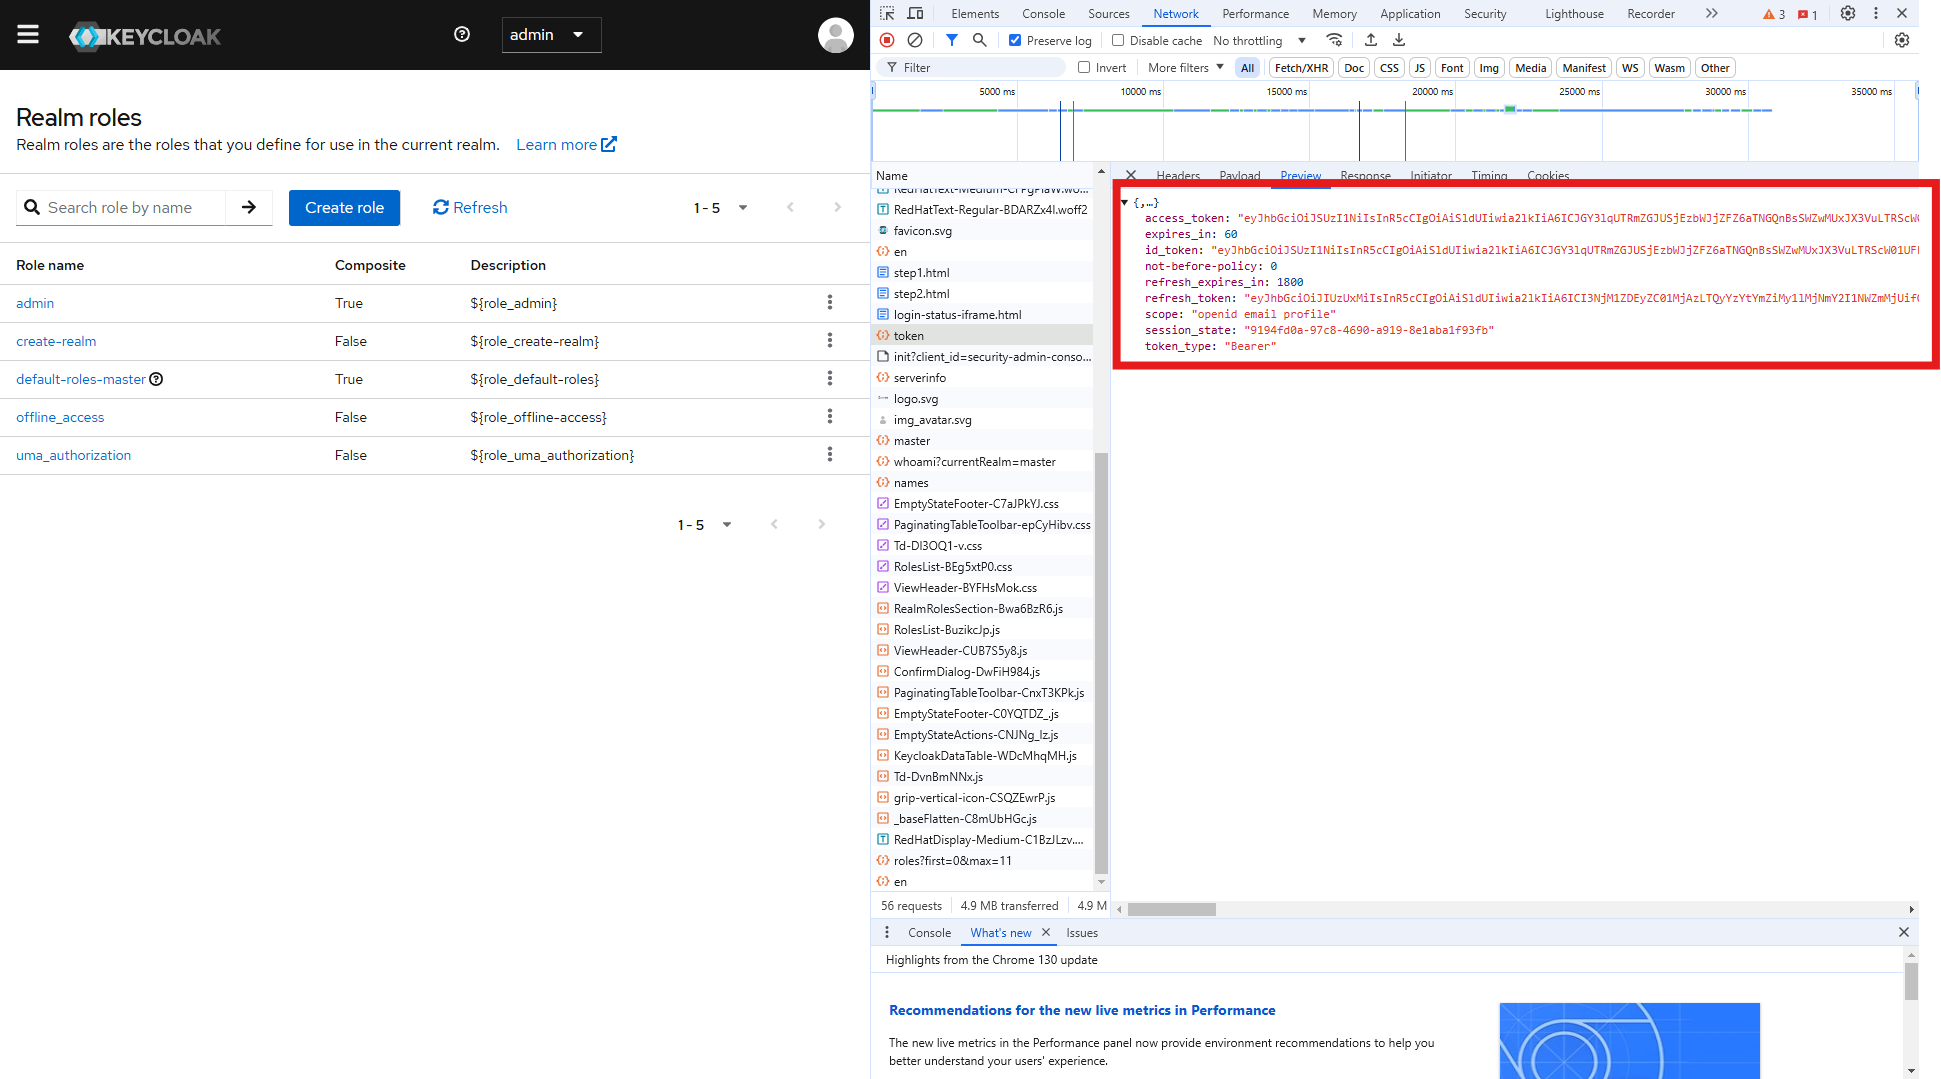 KEYCLOAK
admin
Realm roles
Realm roles are the roles that you define for use in the current realm. Learn more
Search role by name
Create role
Refresh
1 - 5
Role name Composite Description
admin True ${role_admin}
create-realm False ${role_create-realm}
default-roles-master True ${role_default-roles}
offline_access False ${role_offline-access}
uma_authorization False ${role_uma_authorization}
1 - 5
Elements Console Sources Network Performance Memory Application Security Lighthouse Recorder 3 1
Preserve log Disable cache No throttling
Filter Invert More filters All Fetch/XHR Doc CSS JS Font Img Media Manifest WS Wasm Other
5000 ms 10000 ms 15000 ms 20000 ms 25000 ms 30000 ms 35000 ms
Name
RedHatText-Regular-BDARZx4I.woff2
favicon.svg
en
step1.html
step2.html
login-status-iframe.html
token
init?client_id=security-admin-conso...
serverinfo
logo.svg
img_avatar.svg
master
whoami?currentRealm=master
names
EmptyStateFooter-C7aJPkYJ.css
PaginatingTableToolbar-epCyHibv.css
Td-DI3OQ1-v.css
RolesList-BEg5xtP0.css
ViewHeader-BYFHsMok.css
RealmRolesSection-Bwa6BzR6.js
RolesList-BuzikcJp.js
ViewHeader-CUB7S5y8.js
ConfirmDialog-DwFiH984.js
PaginatingTableToolbar-CnxT3KPk.js
EmptyStateFooter-C0YQTDZ_.js
EmptyStateActions-CNJNg_lz.js
KeycloakDataTable-WDcMhqMH.js
Td-DvnBmNNx.js
grip-vertical-icon-CSQZEwrP.js
_baseFlatten-C8mUbHGc.js
RedHatDisplay-Medium-C1BzJLzv....
roles?first=0&max=11
en
56 requests 4.9 MB transferred 4.9 M
Headers Payload Preview Response Initiator Timing Cookies
{,…}
access_token:
expires_in: 60
id_token:
not-before-policy: 0
refresh_expires_in: 1800
refresh_token:
scope: "openid email profile"
session_state: "9194fd0a-97c8-4690-a919-8e1aba1f93fb"
token_type: "Bearer"
Console What's new Issues
Highlights from the Chrome 130 update
Recommendations for the new live metrics in Performance
The new live metrics in the Performance panel now provide environment recommendations to help you
better understand your users' experience.